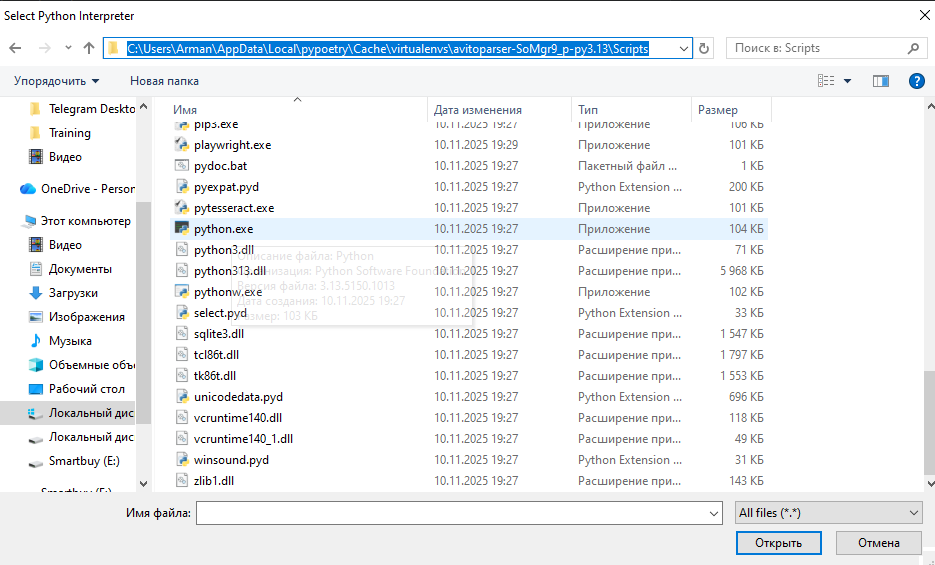 Select Python Interpreter
C:\Users\Arman\AppData\Local\pypoetry\Cache\virtualenvs\avitoparser-SoMgr9_p-py3.13\Scripts
Поиск в: Scripts
Упорядочить
Новая папка
Telegram Deskto
Training
Видео
OneDrive - Person
Этот компьютер
Видео
Документы
Загрузки
Изображения
Музыка
Объемные объ
Рабочий стол
Локальный дис
Локальный дис
Smartbuy (E:)
Smartbuy (E:)
Имя Дата изменения Тип Размер
pip3.exe 10.11.2025 19:27 Приложение 106 КБ
playwright.exe 10.11.2025 19:29 Приложение 101 КБ
pydoc.bat 10.11.2025 19:27 Пакетный файл ... 1 КБ
pyexpat.pyd 10.11.2025 19:27 Python Extension ... 200 КБ
pytesseract.exe 10.11.2025 19:27 Приложение 101 КБ
python.exe 10.11.2025 19:27 Приложение 104 КБ
python3.dll 10.11.2025 19:27 Расширение при... 71 КБ
python313.dll 10.11.2025 19:27 Расширение при... 5 968 КБ
pythonw.exe 10.11.2025 19:27 Приложение 102 КБ
select.pyd 10.11.2025 19:27 Python Extension ... 33 КБ
sqlite3.dll 10.11.2025 19:27 Расширение при... 1 547 КБ
tcl86t.dll 10.11.2025 19:27 Расширение при... 1 797 КБ
tk86t.dll 10.11.2025 19:27 Расширение при... 1 553 КБ
unicodedata.pyd 10.11.2025 19:27 Python Extension ... 696 КБ
vcruntime140.dll 10.11.2025 19:27 Расширение при... 118 КБ
vcruntime140_1.dll 10.11.2025 19:27 Расширение при... 49 КБ
winsound.pyd 10.11.2025 19:27 Python Extension ... 31 КБ
zlib1.dll 10.11.2025 19:27 Расширение при... 143 КБ
Описание файла: Python
Python Software
Версия файла: 3.13.5150.1013
Дата создания: 10.11.2025 19:27
Размер: 103 КБ
Имя файла:
All files (*.*)
Открыть
Отмена